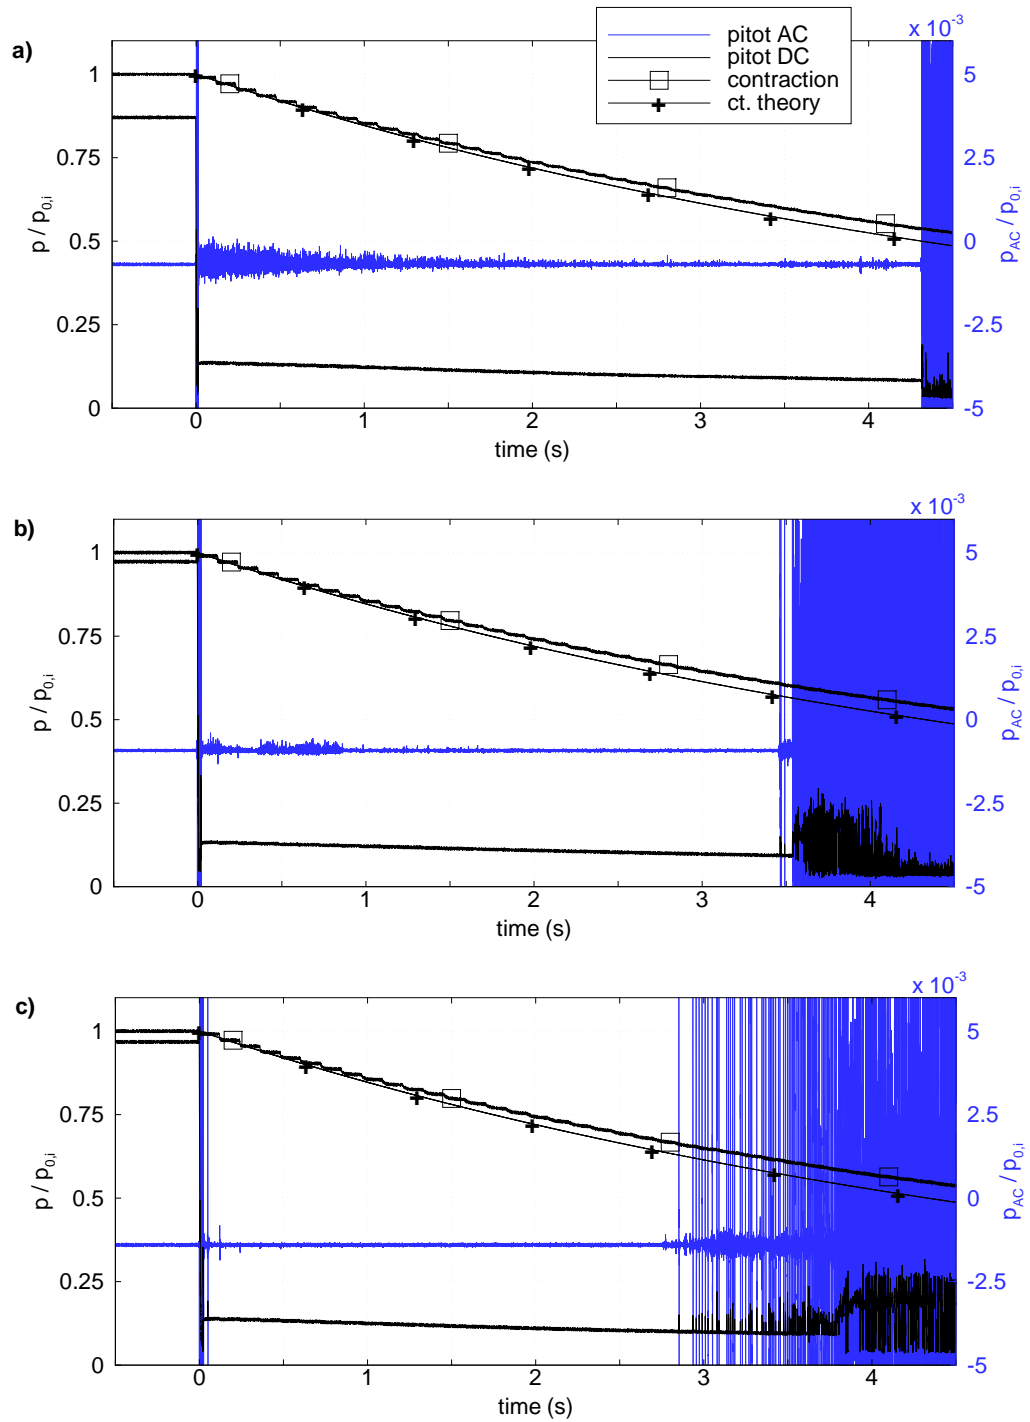 a)
x 10⁻³
pitot AC
pitot DC
contraction
ct. theory
1
0.75
0.5
0.25
0
p / p₀,ᵢ
5
2.5
0
-2.5
-5
p_AC / p₀,ᵢ
0 1 2 3 4
time (s)
b)
x 10⁻³
1
0.75
0.5
0.25
0
p / p₀,ᵢ
5
2.5
0
-2.5
-5
p_AC / p₀,ᵢ
0 1 2 3 4
time (s)
c)
x 10⁻³
1
0.75
0.5
0.25
0
p / p₀,ᵢ
5
2.5
0
-2.5
-5
p_AC / p₀,ᵢ
0 1 2 3 4
time (s)